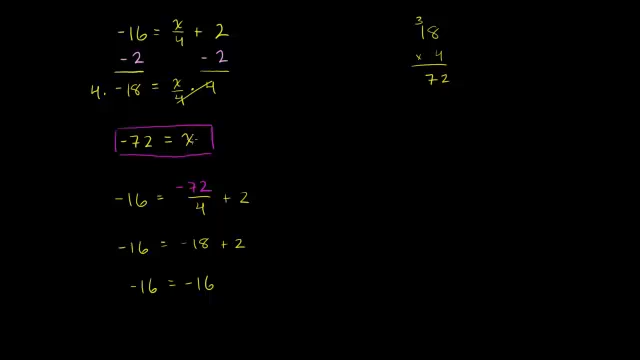 -16 = x/4 + 2
-2 -2
4 · -18 = x/4 · 4
-72 = x
-16 = -72/4 + 2
-16 = -18 + 2
-16 = -16
3
18
× 4
72